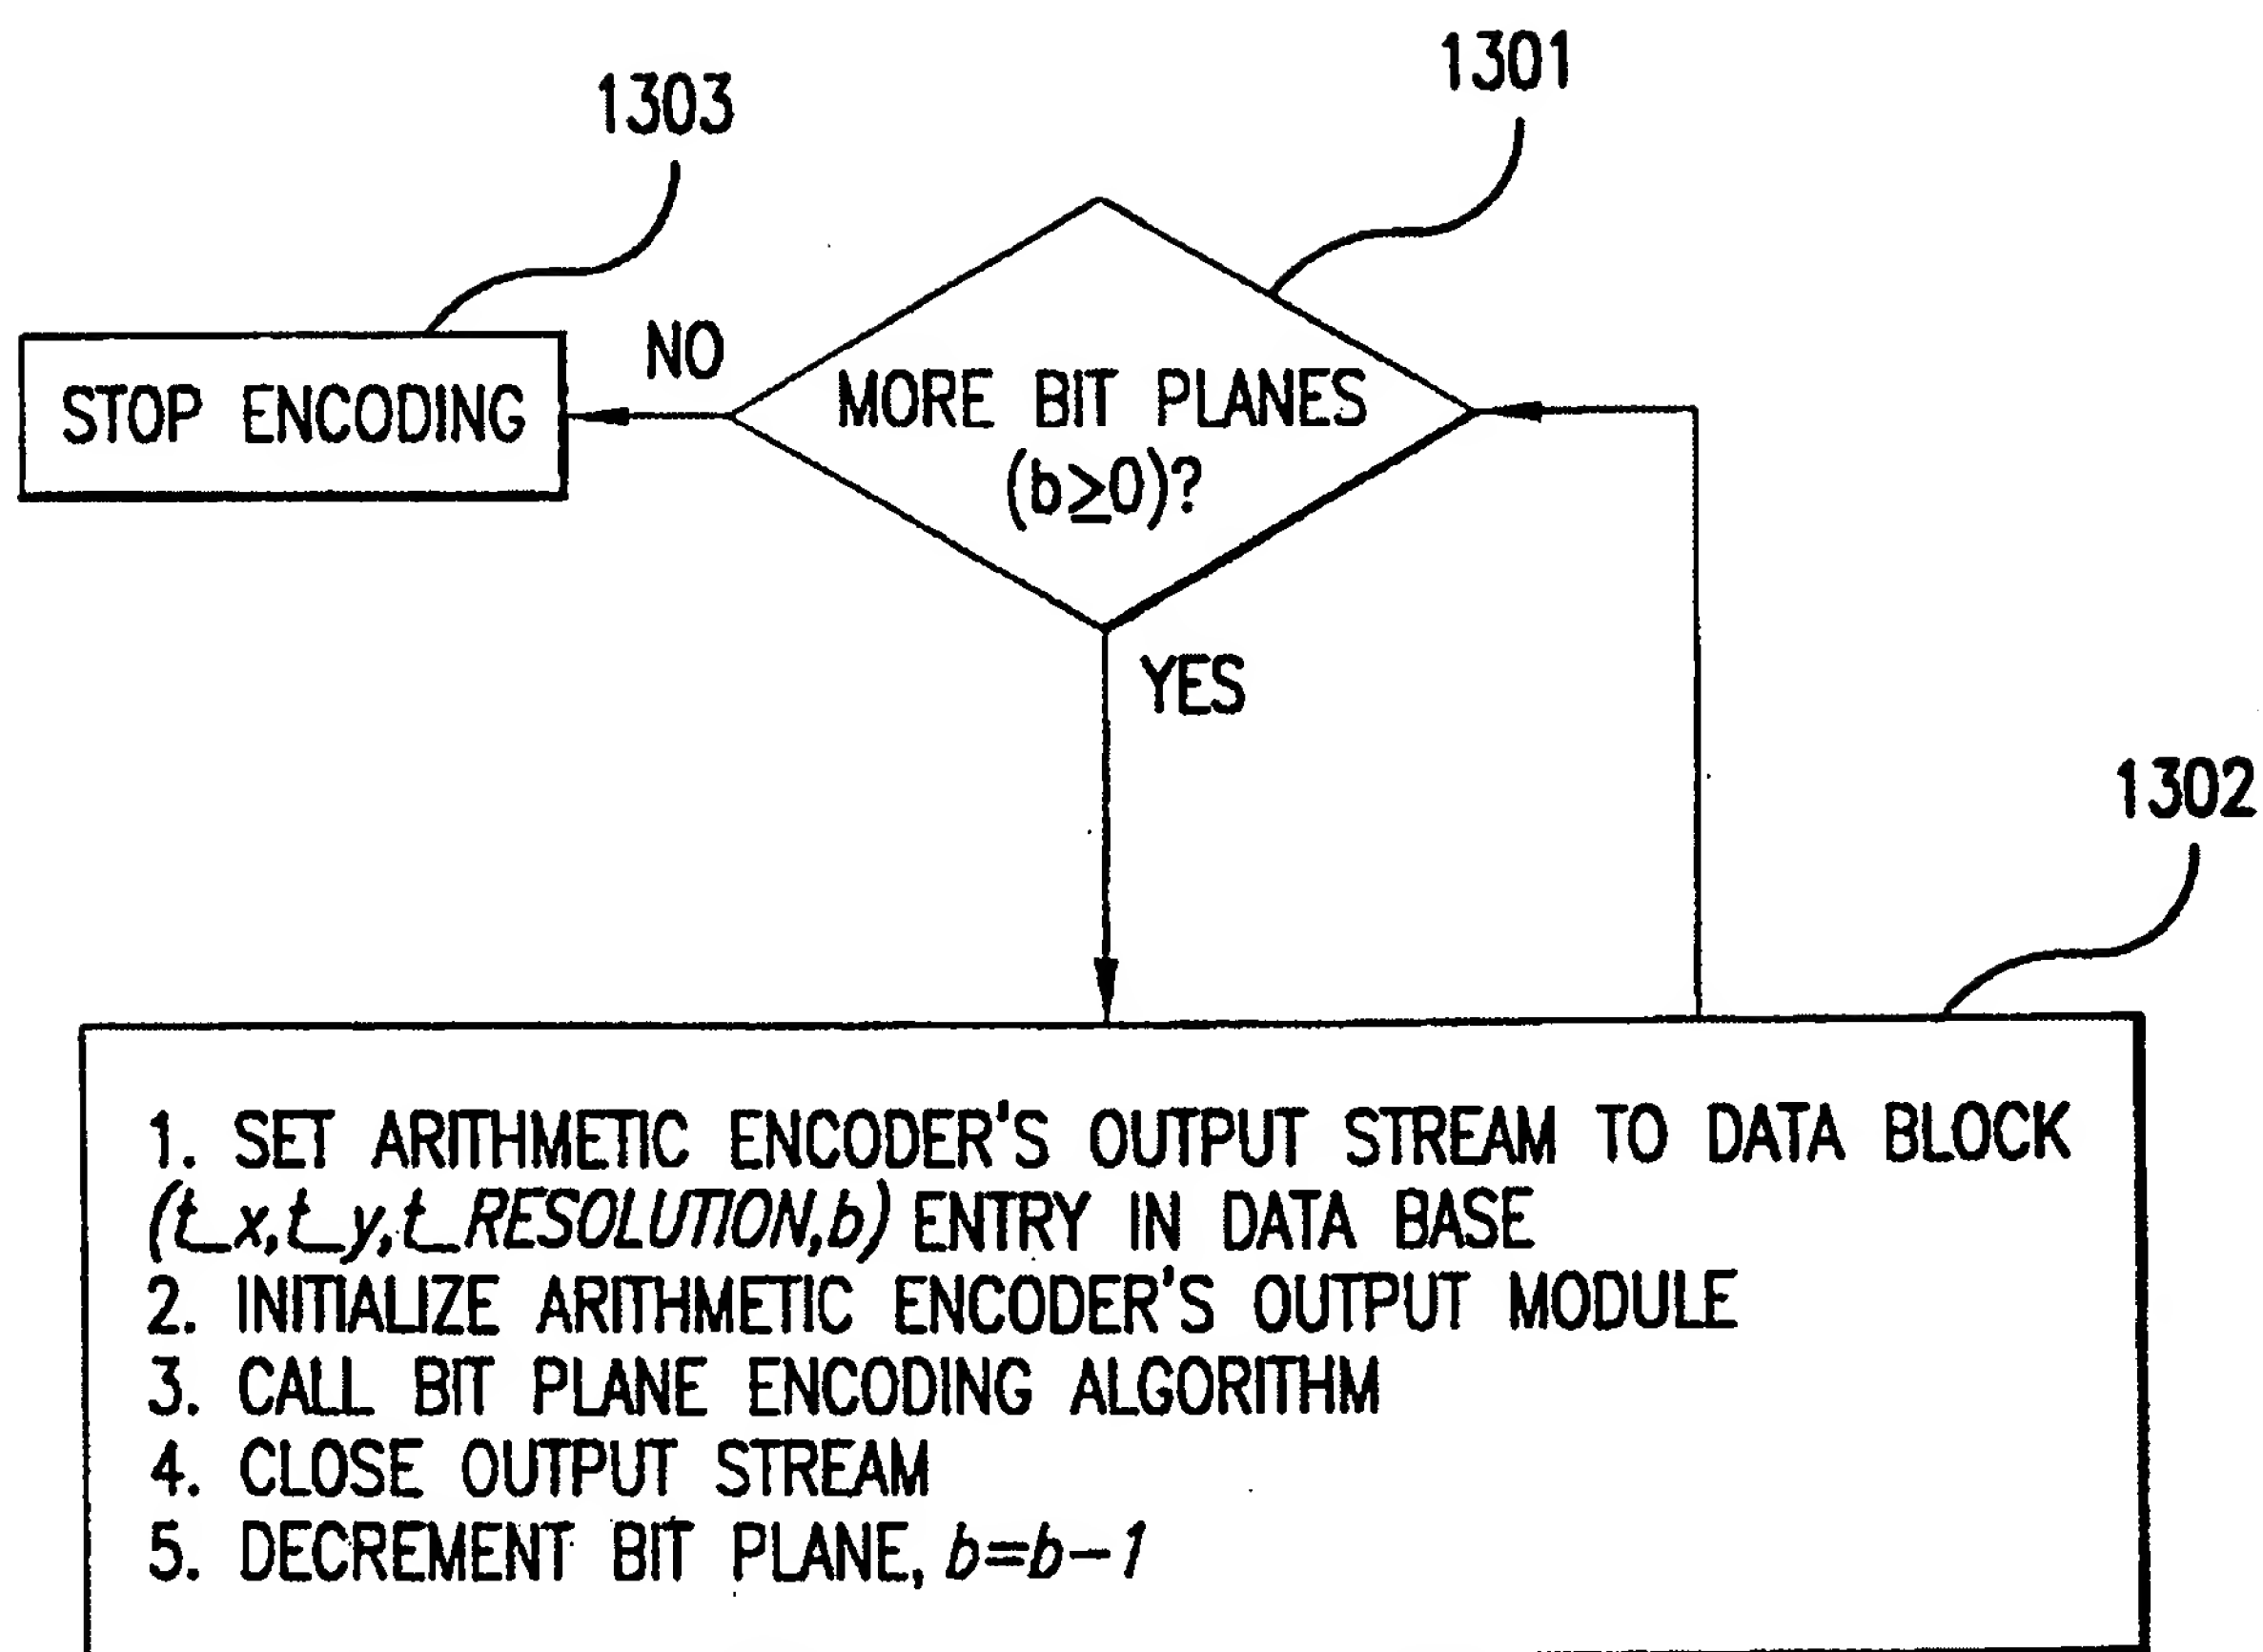 1301
1303
NO
MORE BIT PLANES
(b≥0)?
STOP ENCODING
YES
1302
1. SET ARITHMETIC ENCODER'S OUTPUT STREAM TO DATA BLOCK
(t_x,t_y,t_RESOLUTION,b) ENTRY IN DATA BASE
2. INITIALIZE ARITHMETIC ENCODER'S OUTPUT MODULE
3. CALL BIT PLANE ENCODING ALGORITHM
4. CLOSE OUTPUT STREAM
5. DECREMENT BIT PLANE, b=b-1